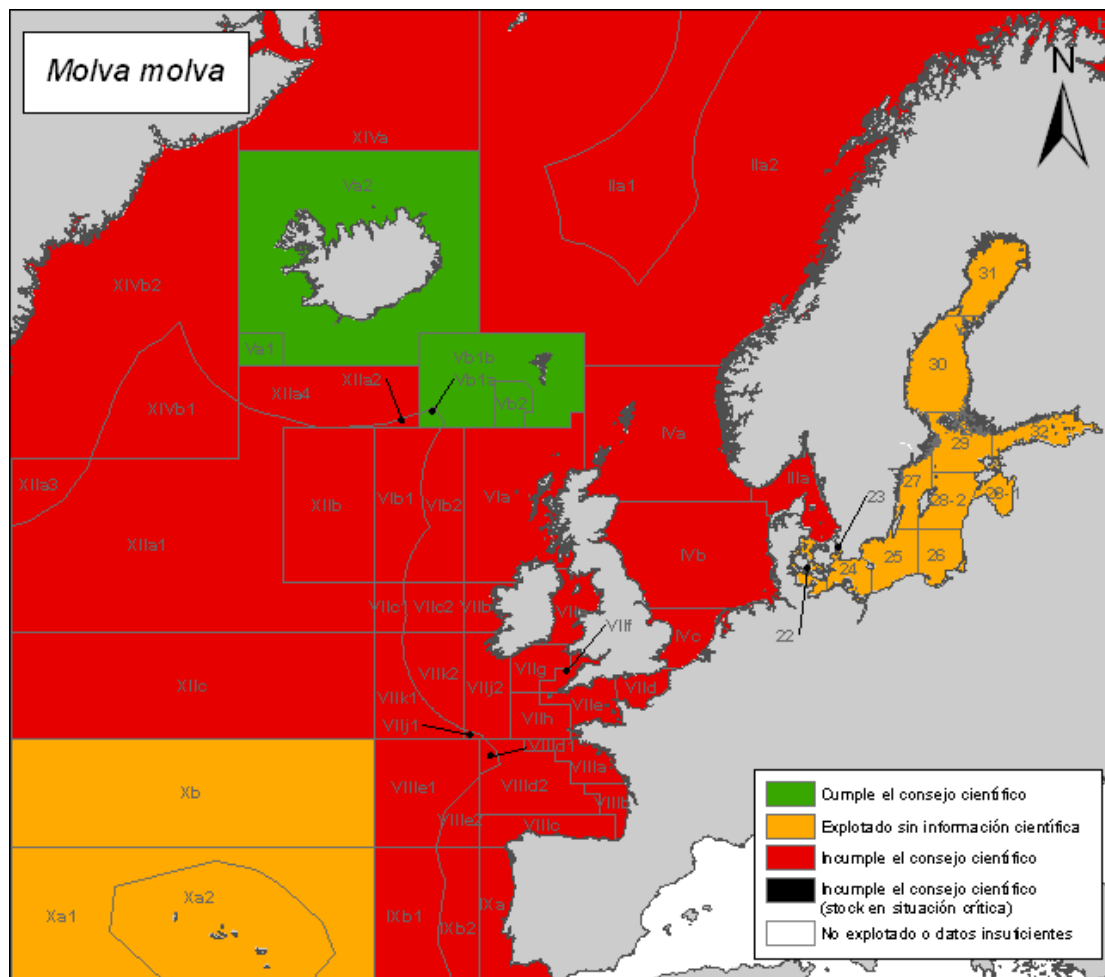 Molva molva
N
XIVa
Va2
IIa1
IIa2
31
XIVb2
30
Va1
Vb1b
Vb1a
XIIa2
XIIa4
Vb2
XIVb1
IVa
29
32
XIIa3
IIIa
23
27
28-2
28-1
XIIb
VIb1
VIb2
VIa
XIIa1
IVb
24
25
26
VIIc1
VIIc2
VIIb
VIIa
VIIf
IVc
22
XIIc
VIIk2
VIIj2
VIIg
VIId
VIIk1
VIIe
VIIh
VIIj1
VIIId1
VIIIa
Xb
VIIIe1
VIIId2
VIIIb
VIIIe2
VIIIc
Xa2
Xa1
IXb1
IXb2
IXa
Cumple el consejo científico
Explotado sin información científica
Incumple el consejo científico
Incumple el consejo científico
(stock en situación crítica)
No explotado o datos insuficientes